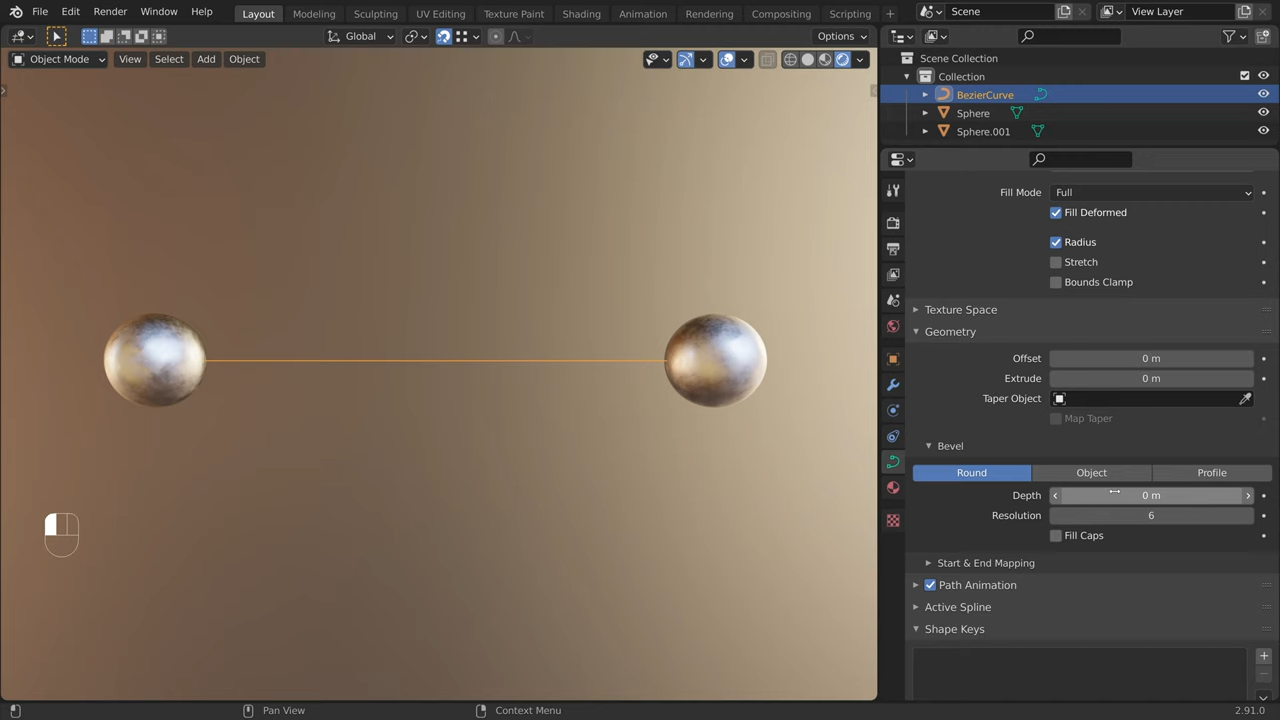 File Edit Render Window Help Layout Modeling Sculpting UV Editing Texture Paint Shading Animation Rendering Compositing Scripting + Scene View Layer
Global Options
Object Mode View Select Add Object
Scene Collection
Collection
BezierCurve
Sphere
Sphere.001
Fill Mode Full
Fill Deformed
Radius
Stretch
Bounds Clamp
Texture Space
Geometry
Offset 0 m
Extrude 0 m
Taper Object
Map Taper
Bevel
Round Object Profile
Depth 0 m
Resolution 6
Fill Caps
Start & End Mapping
Path Animation
Active Spline
Shape Keys
Pan View Context Menu 2.91.0